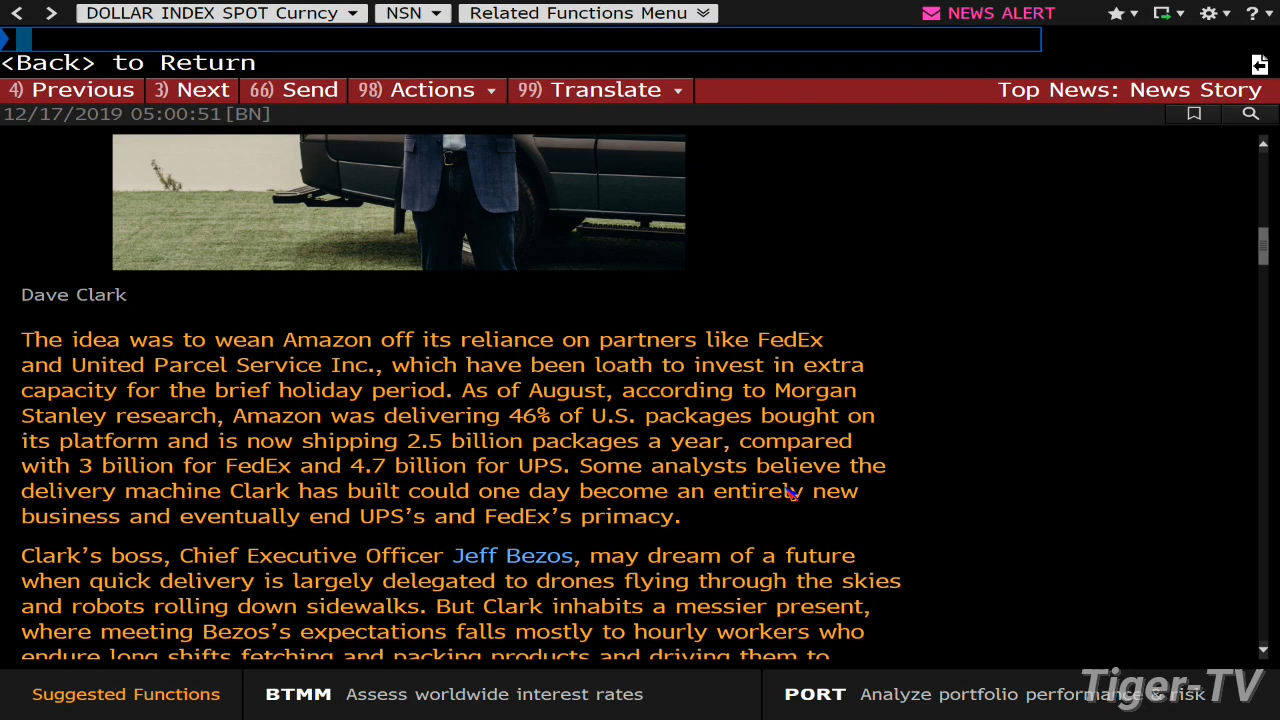 DOLLAR INDEX SPOT Curncy NSN Related Functions Menu NEWS ALERT ?
<Back> to Return
4) Previous 3) Next 66) Send 98) Actions 99) Translate Top News: News Story
12/17/2019 05:00:51[BN]
Dave Clark
The idea was to wean Amazon off its reliance on partners like FedEx
and United Parcel Service Inc., which have been loath to invest in extra
capacity for the brief holiday period. As of August, according to Morgan
Stanley research, Amazon was delivering 46% of U.S. packages bought on
its platform and is now shipping 2.5 billion packages a year, compared
with 3 billion for FedEx and 4.7 billion for UPS. Some analysts believe the
delivery machine Clark has built could one day become an entirely new
business and eventually end UPS’s and FedEx’s primacy.
Clark’s boss, Chief Executive Officer Jeff Bezos, may dream of a future
when quick delivery is largely delegated to drones flying through the skies
and robots rolling down sidewalks. But Clark inhabits a messier present,
where meeting Bezos’s expectations falls mostly to hourly workers who
endure long shifts fetching and packing products and driving them to
Suggested Functions BTMM Assess worldwide interest rates PORT Analyze portfolio performance & risk
Tiger-TV